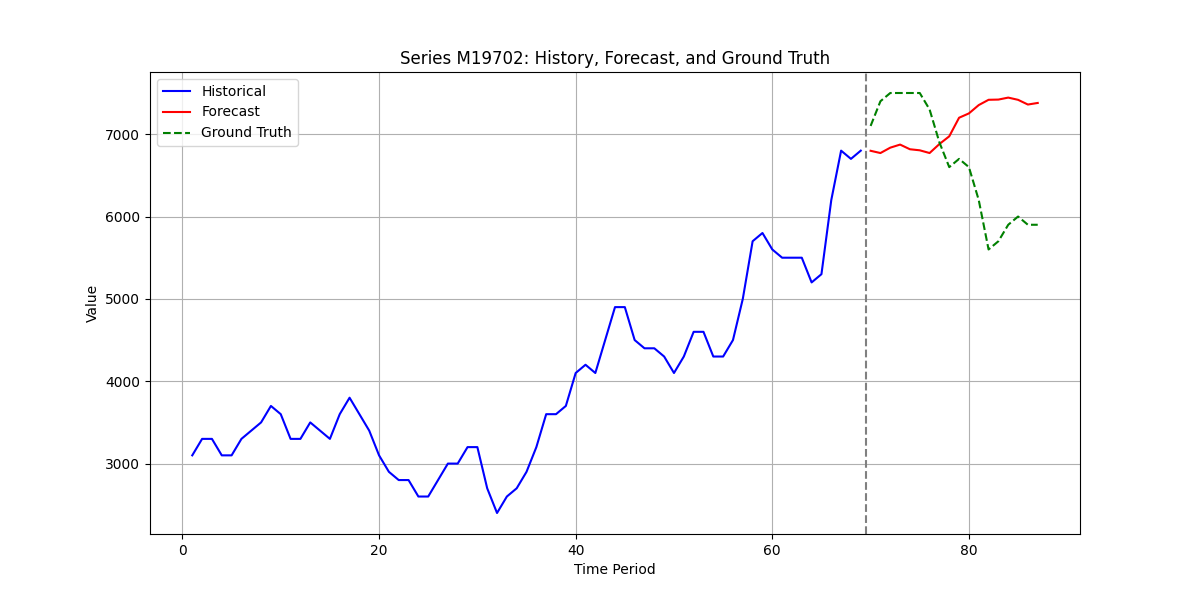 Series M19702: History, Forecast, and Ground Truth
Historical
Forecast
Ground Truth
7000
6000
5000
4000
3000
Value
0 20 40 60 80
Time Period